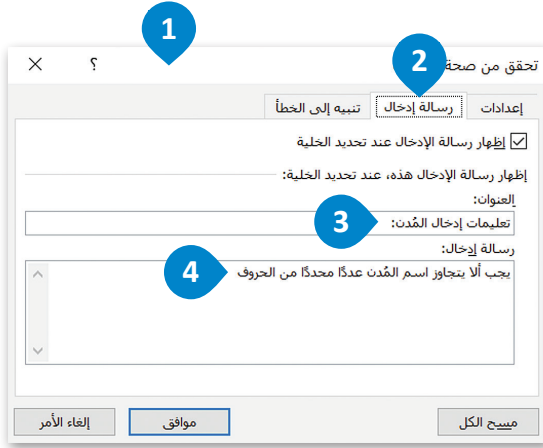 1
تحقق من صحة
2
؟
إعدادات
رسالة إدخال
تنبيه إلى الخطأ
إظهار رسالة الإدخال عند تحديد الخلية
إظهار رسالة الإدخال هذه، عند تحديد الخلية:
العنوان:
تعليمات إدخال المُدن:
3
رسالة إدخال:
يجب ألا يتجاوز اسم المُدن عددًا محددًا من الحروف
4
مسح الكل
موافق
إلغاء الأمر